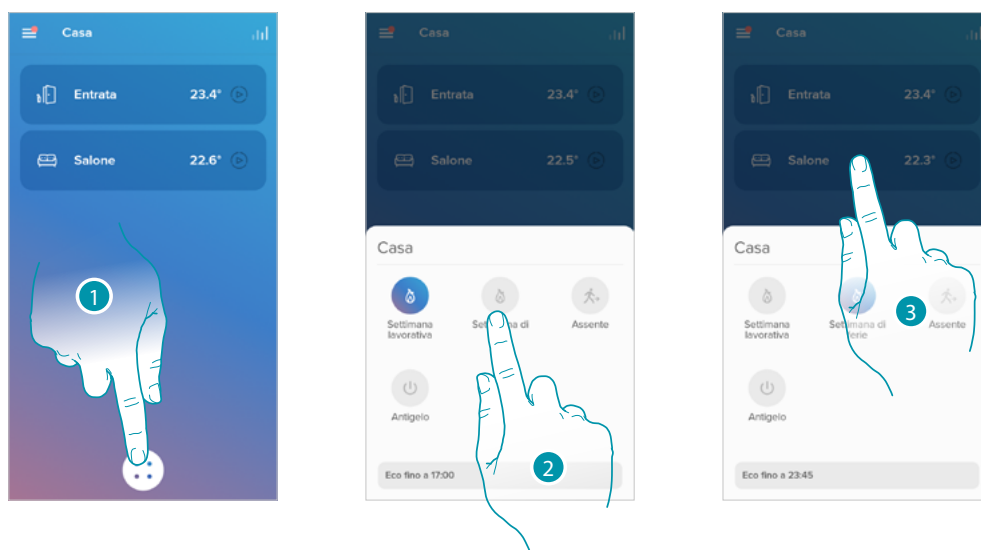 Casa
Entrata 23.4°
Salone 22.6°
1
Casa
Entrata 23.4°
Salone 22.5°
Casa
Settimana lavorativa
di
Assente
Antigelo
Eco fino a 17:00
2
Casa
Entrata 23.4°
Salone 22.3°
Casa
Settimana lavorativa
Settimana di ferie
Assente
Antigelo
Eco fino a 23:45
3